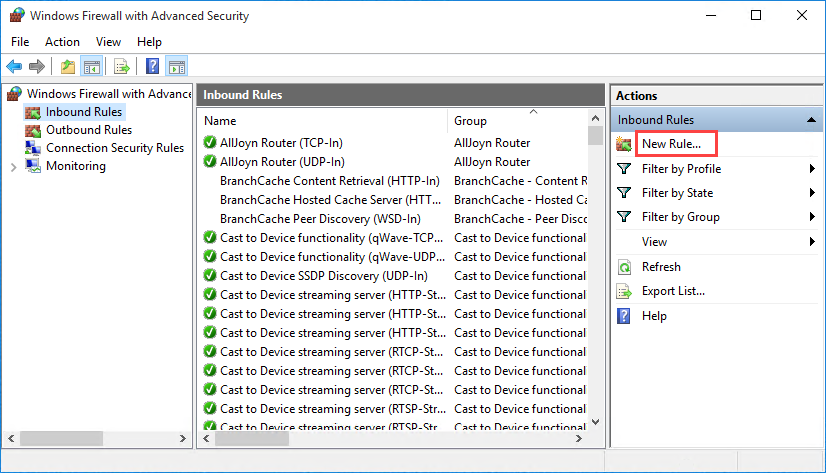 Windows Firewall with Advanced Security
File Action View Help
Windows Firewall with Advance
Inbound Rules
Outbound Rules
Connection Security Rules
Monitoring
Inbound Rules
Name Group
AllJoyn Router (TCP-In) AllJoyn Router
AllJoyn Router (UDP-In) AllJoyn Router
BranchCache Content Retrieval (HTTP-In) BranchCache - Content R
BranchCache Hosted Cache Server (HTT... BranchCache - Hosted C
BranchCache Peer Discovery (WSD-In) BranchCache - Peer Disco
Cast to Device functionality (qWave-TCP... Cast to Device functional
Cast to Device functionality (qWave-UDP... Cast to Device functional
Cast to Device SSDP Discovery (UDP-In) Cast to Device functional
Cast to Device streaming server (HTTP-St... Cast to Device functional
Cast to Device streaming server (HTTP-St... Cast to Device functional
Cast to Device streaming server (HTTP-St... Cast to Device functional
Cast to Device streaming server (RTCP-St... Cast to Device functional
Cast to Device streaming server (RTCP-St... Cast to Device functional
Cast to Device streaming server (RTCP-St... Cast to Device functional
Cast to Device streaming server (RTSP-Str... Cast to Device functional
Cast to Device streaming server (RTSP-Str... Cast to Device functional
Actions
Inbound Rules
New Rule...
Filter by Profile
Filter by State
Filter by Group
View
Refresh
Export List...
Help